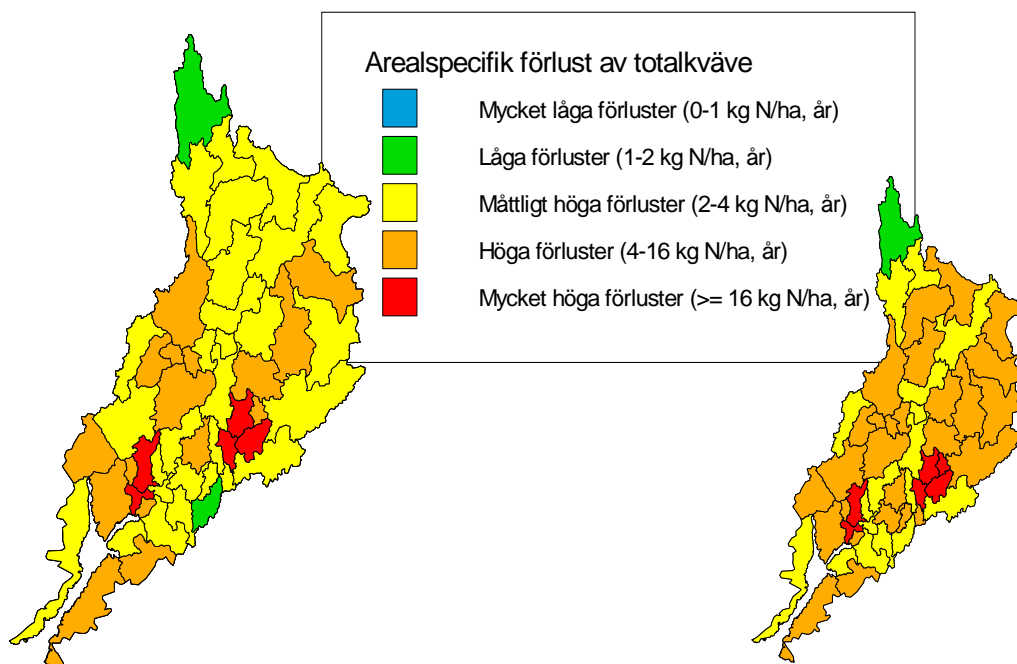 Arealspecifik förlust av totalkväve
Mycket låga förluster (0-1 kg N/ha, år)
Låga förluster (1-2 kg N/ha, år)
Måttligt höga förluster (2-4 kg N/ha, år)
Höga förluster (4-16 kg N/ha, år)
Mycket höga förluster (>= 16 kg N/ha, år)